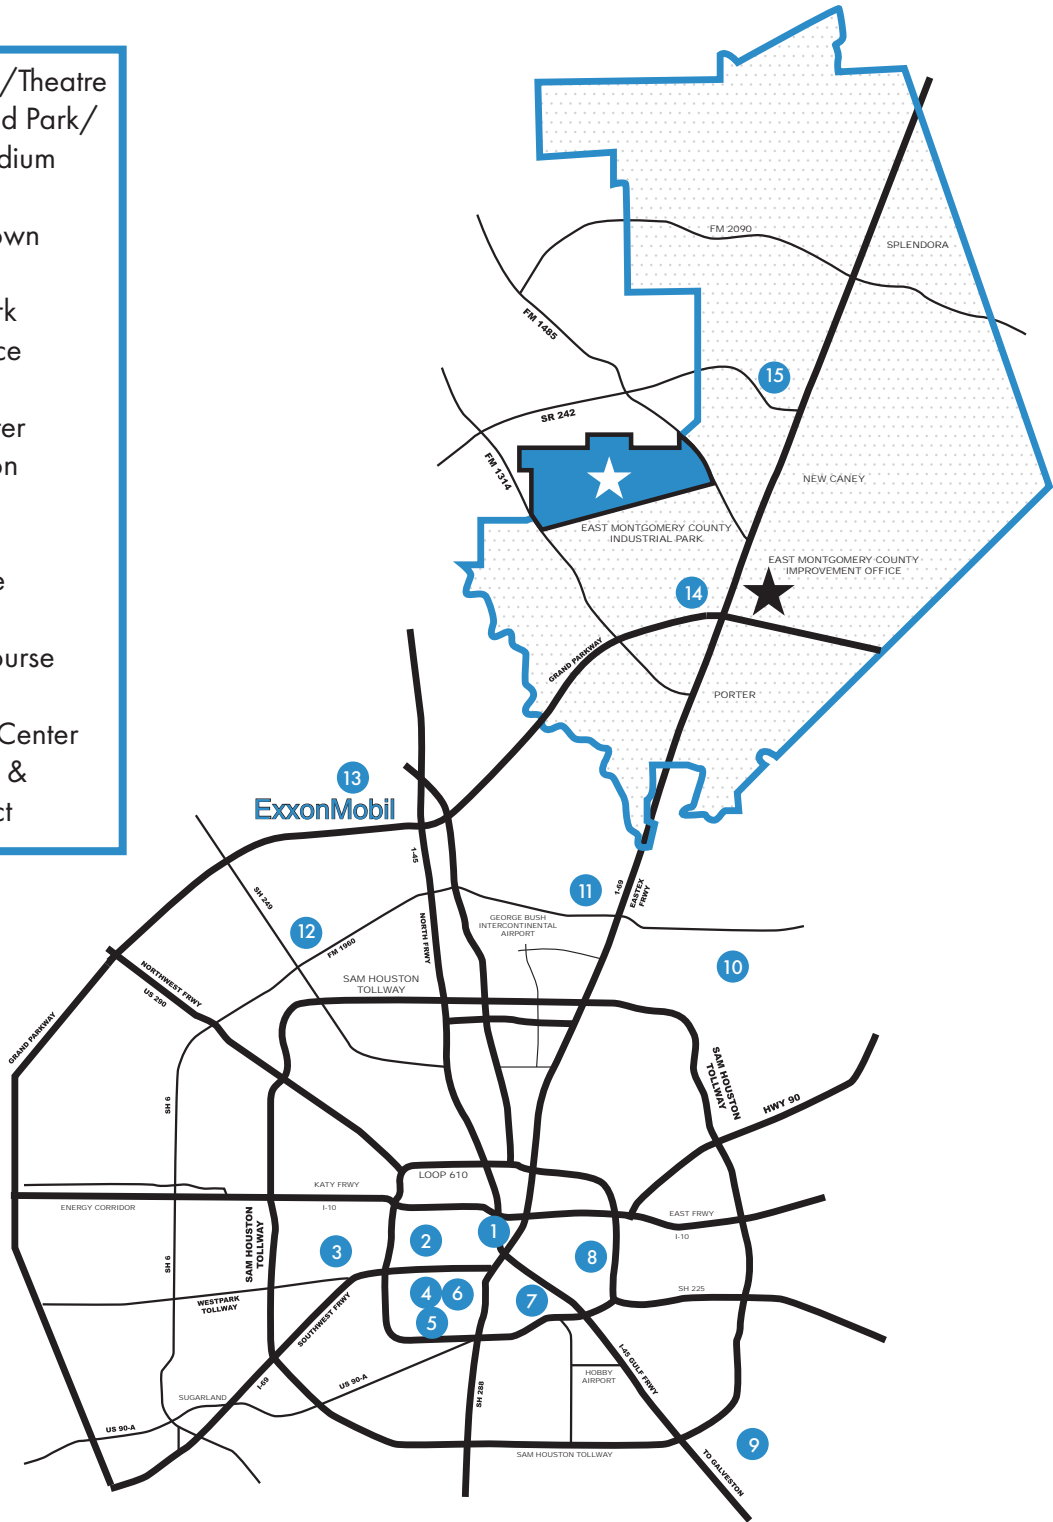 /Theatre
d Park/
dium
own
rk
ce
er
on
e
ourse
Center
&
ct
FM 2090
SPLENDORA
FM 1485
15
SR 242
FM 1314
NEW CANEY
EAST MONTGOMERY COUNTY
INDUSTRIAL PARK
EAST MONTGOMERY COUNTY
IMPROVEMENT OFFICE
14
GRAND PARKWAY
PORTER
13
ExxonMobil
1-45
SH 249
11
1-69
EASTEX
FRWY
12
FM 1960
NORTH FRWY
GEORGE BUSH
INTERCONTINENTAL
AIRPORT
10
NORTHWEST FRWY
US 290
SAM HOUSTON
TOLLWAY
GRAND PARKWAY
SAM HOUSTON
TOLLWAY
HWY 90
SH 6
LOOP 610
KATY FRWY
I-10
ENERGY CORRIDOR
EAST FRWY
I-10
SAM HOUSTON
TOLLWAY
1
2
3
8
SH 6
4
6
7
5
SH 225
WESTPARK
TOLLWAY
SOUTHWEST FRWY
I-45 GULF FRWY
HOBBY
AIRPORT
I-69
US 90-A
SH 288
SUGARLAND
US 90-A
SAM HOUSTON TOLLWAY
9
TO GALVESTON